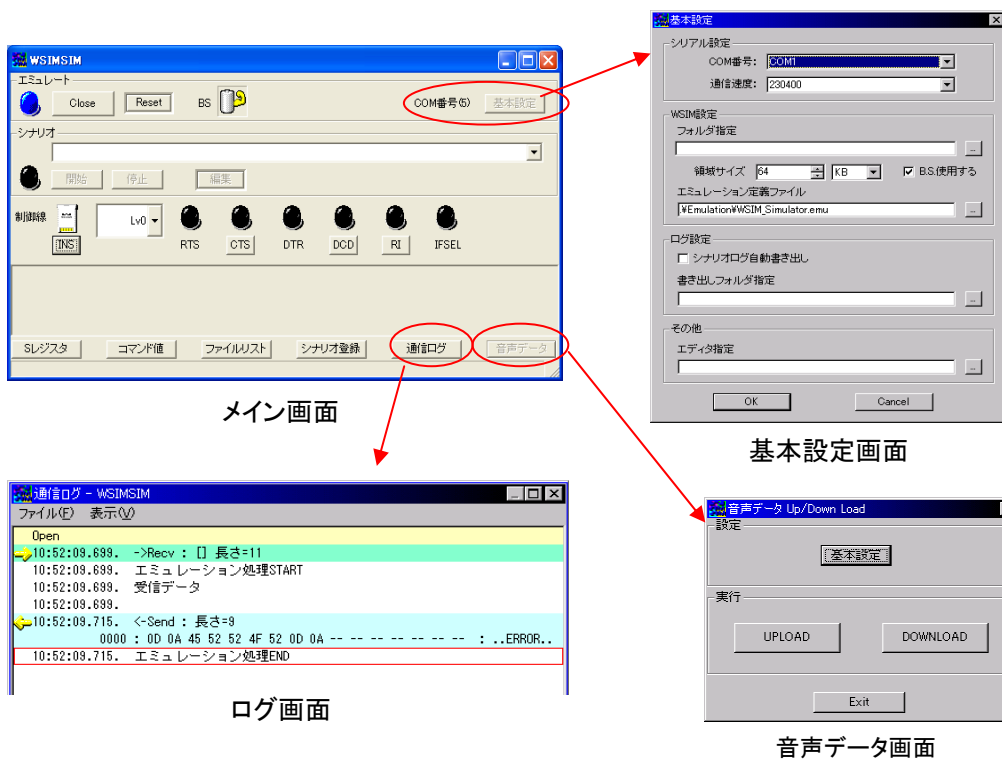 WSIMSIM
エミュレート
Close
Reset
BS
COM番号(5)
基本設定
シナリオ
開始
停止
編集
制御線
INS
Lv0
RTS
CTS
DTR
DCD
RI
IFSEL
Sレジスタ
コマンド値
ファイルリスト
シナリオ登録
通信ログ
音声データ
メイン画面
基本設定
シリアル設定
COM番号: COM1
通信速度: 230400
WSIM設定
フォルダ指定
...
領域サイズ 64 KB B.S.使用する
エミュレーション定義ファイル
.¥Emulation¥WSIM_Simulator.emu
...
ログ設定
シナリオログ自動書き出し
書き出しフォルダ指定
...
その他
エディタ指定
...
OK
Cancel
基本設定画面
通信ログ - WSIMSIM
ファイル(F) 表示(V)
Open
10:52:09.699. ->Recv : [] 長さ=11
10:52:09.699. エミュレーション処理START
10:52:09.699. 受信データ
10:52:09.699.
10:52:09.715. <-Send : 長さ=9
0000 : 0D 0A 45 52 52 4F 52 0D 0A -- -- -- -- -- -- -- : ..ERROR..
10:52:09.715. エミュレーション処理END
ログ画面
音声データ Up/Down Load
設定
基本設定
実行
UPLOAD
DOWNLOAD
Exit
音声データ画面